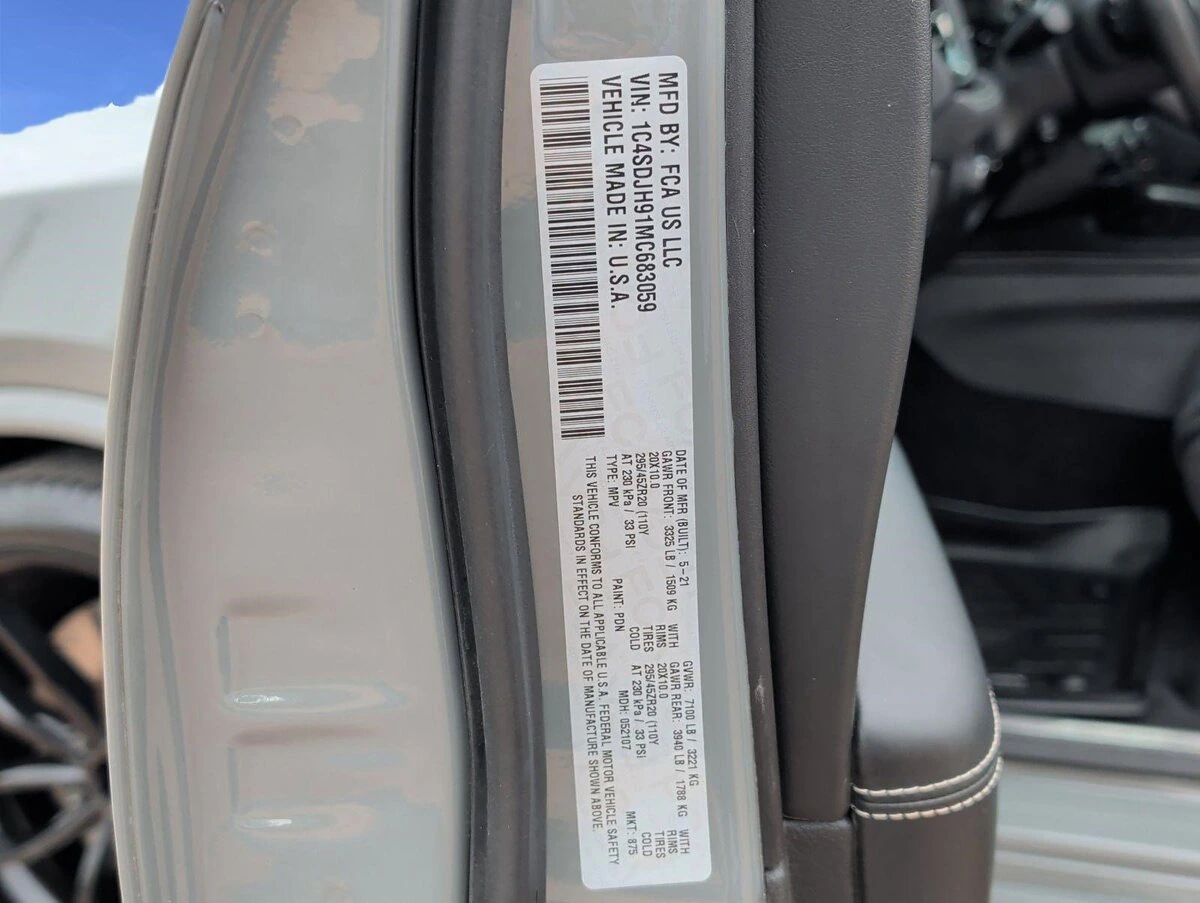 MFD BY: FCA US LLC
VIN: 1C4SDJH91MC683059
VEHICLE MADE IN: U.S.A.
DATE OF MFR (BUILT): 5-21 GVWR: 7100 LB / 3221 KG
GAWR FRONT: 3325 LB / 1509 KG WITH GAWR REAR: 3940 LB / 1788 KG WITH
20X10.0 RIMS 20X10.0 RIMS
295/45ZR20 (110Y TIRES 295/45ZR20 (110Y TIRES
AT 230 kPa / 33 PSI COLD AT 230 kPa / 33 PSI COLD
TYPE: MPV PAINT: PDN MDH: 052107 MKT: 875
THIS VEHICLE CONFORMS TO ALL APPLICABLE U.S.A. FEDERAL MOTOR VEHICLE SAFETY
STANDARDS IN EFFECT ON THE DATE OF MANUFACTURE SHOWN ABOVE.